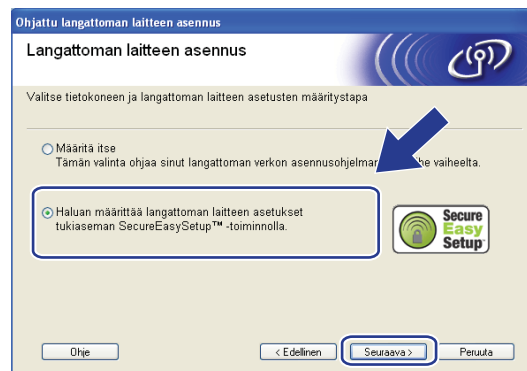 Ohjattu langattoman laitteen asennus
Langattoman laitteen asennus
Valitse tietokoneen ja langattoman laitteen asetusten määritystapa
Määritä itse
Tämän valinta ohjaa sinut langattoman verkon asennusohjelman vaiheelta.
Haluan määrittää langattoman laitteen asetukset
tukiaseman SecureEasySetup™ -toiminnolla.
Secure
Easy
Setup
Ohje
< Edellinen
Seuraava >
Peruuta